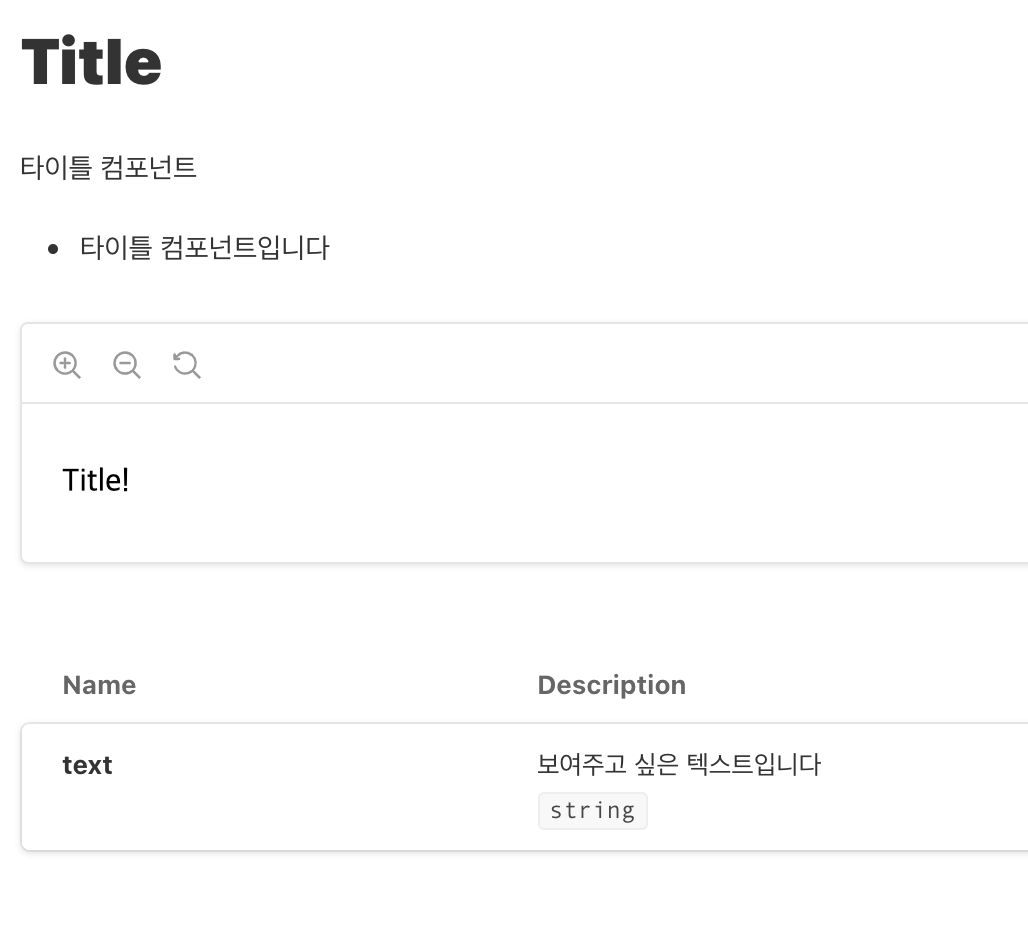 Title
타이틀 컴포넌트
타이틀 컴포넌트입니다
Title!
Name Description
text 보여주고 싶은 텍스트입니다
string